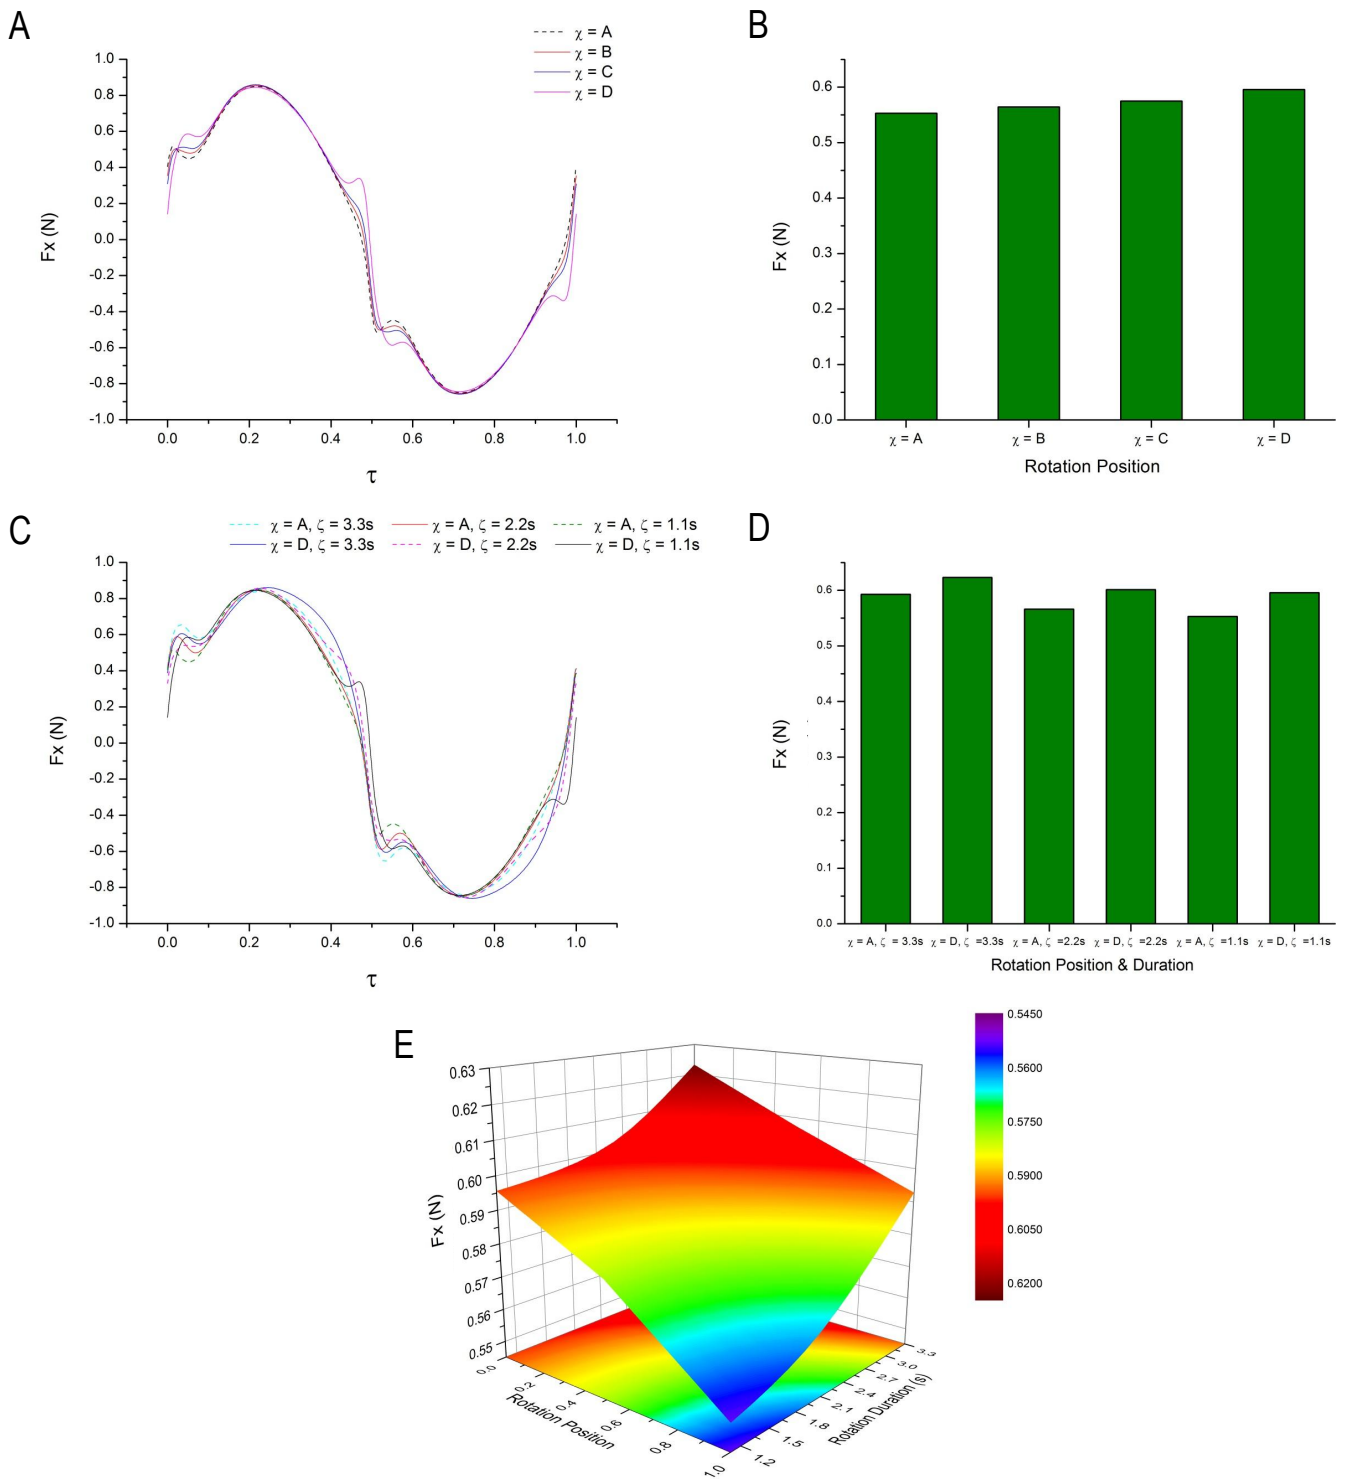 A
χ = A
χ = B
χ = C
χ = D
1.0
0.8
0.6
0.4
0.2
0.0
-0.2
-0.4
-0.6
-0.8
-1.0
Fx (N)
0.0 0.2 0.4 0.6 0.8 1.0
τ
B
0.6
0.5
0.4
0.3
0.2
0.1
0.0
Fx (N)
χ = A χ = B χ = C χ = D
Rotation Position
C
χ = A, ζ = 3.3s χ = A, ζ = 2.2s χ = A, ζ = 1.1s
χ = D, ζ = 3.3s χ = D, ζ = 2.2s χ = D, ζ = 1.1s
1.0
0.8
0.6
0.4
0.2
0.0
-0.2
-0.4
-0.6
-0.8
-1.0
Fx (N)
0.0 0.2 0.4 0.6 0.8 1.0
τ
D
0.6
0.5
0.4
0.3
0.2
0.1
0.0
Fx (N)
χ = A, ζ = 3.3s χ = D, ζ =3.3s χ = A, ζ =2.2s χ = D, ζ =2.2s χ = A, ζ =1.1s χ = D, ζ =1.1s
Rotation Position & Duration
E
0.63
0.62
0.61
0.60
0.59
0.58
0.57
0.56
0.55
Fx (N)
0.0
0.2
0.4
0.6
0.8
1.0
Rotation Position
1.2
1.5
1.8
2.1
2.4
2.7
3.0
3.3
Rotation Duration (s)
0.5450
0.5600
0.5750
0.5900
0.6050
0.6200